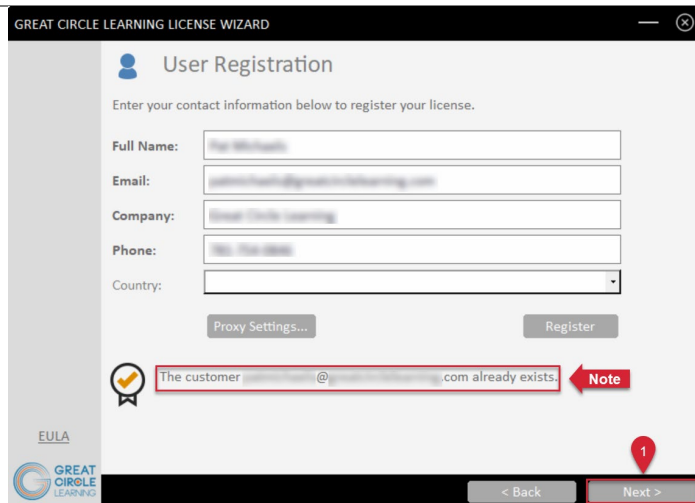 GREAT CIRCLE LEARNING LICENSE WIZARD
User Registration
Enter your contact information below to register your license.
Full Name:
Email:
Company:
Phone:
Country:
Proxy Settings...
Register
The customer @ .com already exists.
Note
EULA
1
GREAT
CIRCLE
LEARNING
< Back
Next >